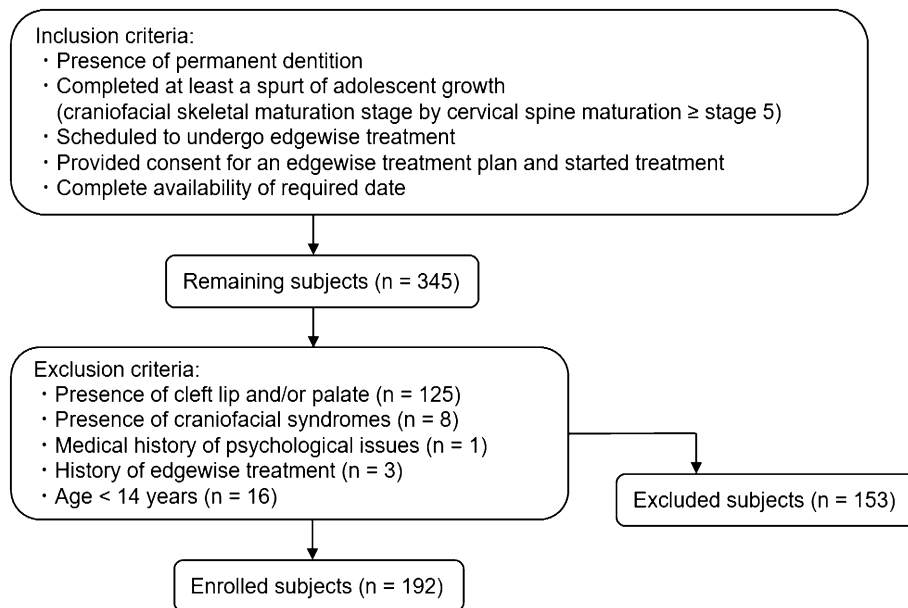 Inclusion criteria:
・Presence of permanent dentition
・Completed at least a spurt of adolescent growth
(craniofacial skeletal maturation stage by cervical spine maturation ≥ stage 5)
・Scheduled to undergo edgewise treatment
・Provided consent for an edgewise treatment plan and started treatment
・Complete availability of required date
Remaining subjects (n = 345)
Exclusion criteria:
・Presence of cleft lip and/or palate (n = 125)
・Presence of craniofacial syndromes (n = 8)
・Medical history of psychological issues (n = 1)
・History of edgewise treatment (n = 3)
・Age < 14 years (n = 16)
Excluded subjects (n = 153)
Enrolled subjects (n = 192)